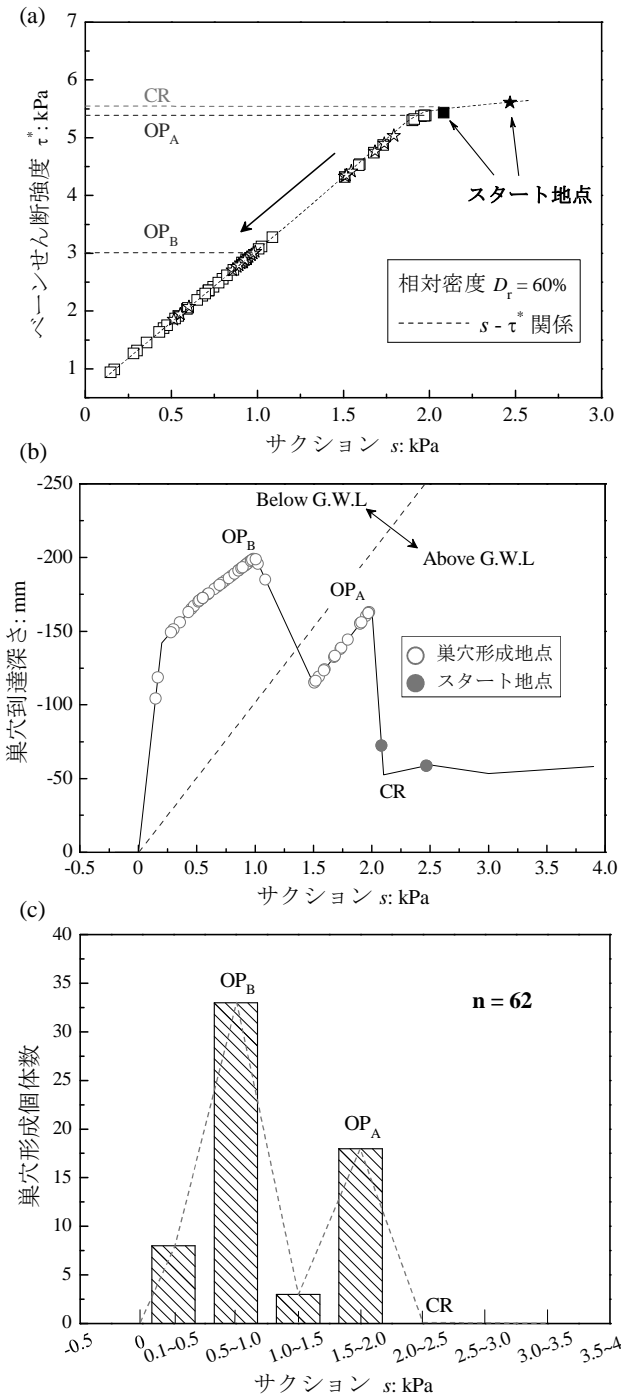 (a)
7
6
5
4
3
2
1
ベーンせん断強度 τ*: kPa
CR
OP_A
OP_B
スタート地点
相対密度 D_r = 60%
s - τ* 関係
0
0.5
1.0
1.5
2.0
2.5
3.0
サクション s: kPa
(b)
-250
-200
-150
-100
-50
0
巣穴到達深さ: mm
Below G.W.L
Above G.W.L
OP_B
OP_A
巣穴形成地点
スタート地点
CR
-0.5
0
0.5
1.0
1.5
2.0
2.5
3.0
3.5
4.0
サクション s: kPa
(c)
40
35
30
25
20
15
10
5
0
巣穴形成個体数
OP_B
n = 62
OP_A
CR
-0.5
0
0.1~0.5
0.5~1.0
1.0~1.5
1.5~2.0
2.0~2.5
2.5~3.0
3.0~3.5
3.5~4
サクション s: kPa